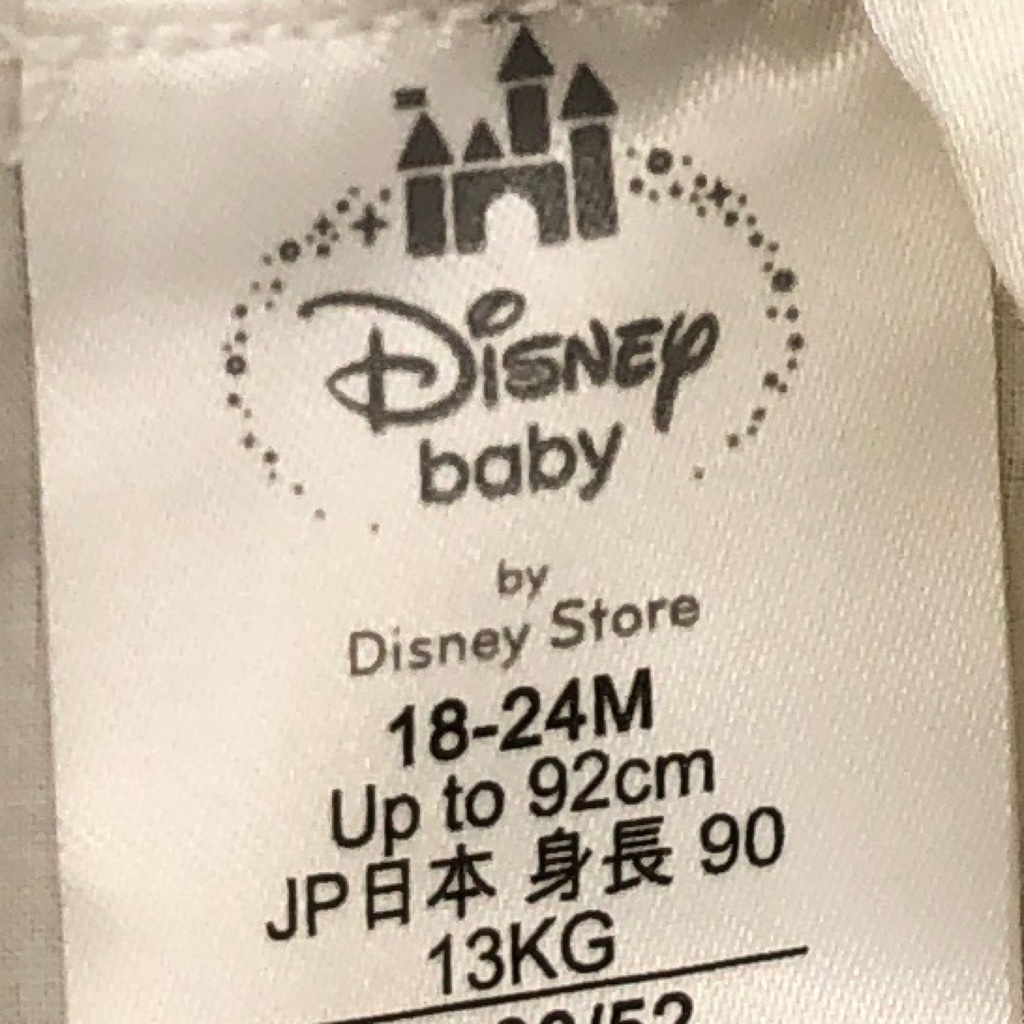 Disney
baby
by
Disney Store
18-24M
Up to 92cm
JP日本 身長 90
13KG